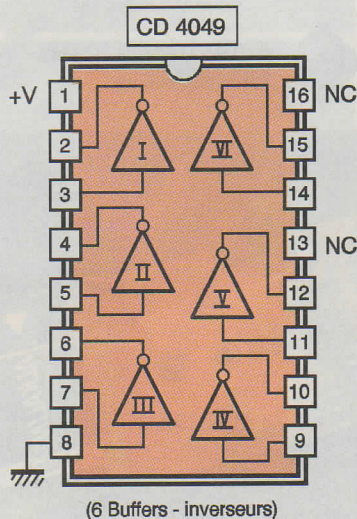 CD 4049
+V 1 16 NC
2 I VI 15
3 14
4 13 NC
II V
5 12
11
6
10
7 III IV
8 9
(6 Buffers - inverseurs)